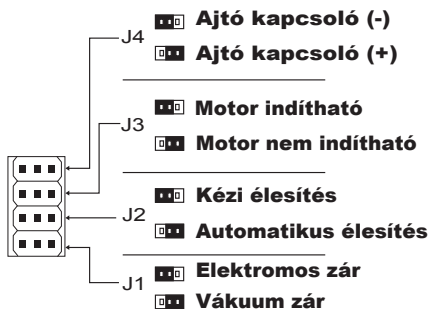 J4
Ajtó kapcsoló (-)
Ajtó kapcsoló (+)
J3
Motor indítható
Motor nem indítható
J2
Kézi élesítés
Automatikus élesítés
J1
Elektromos zár
Vákuum zár